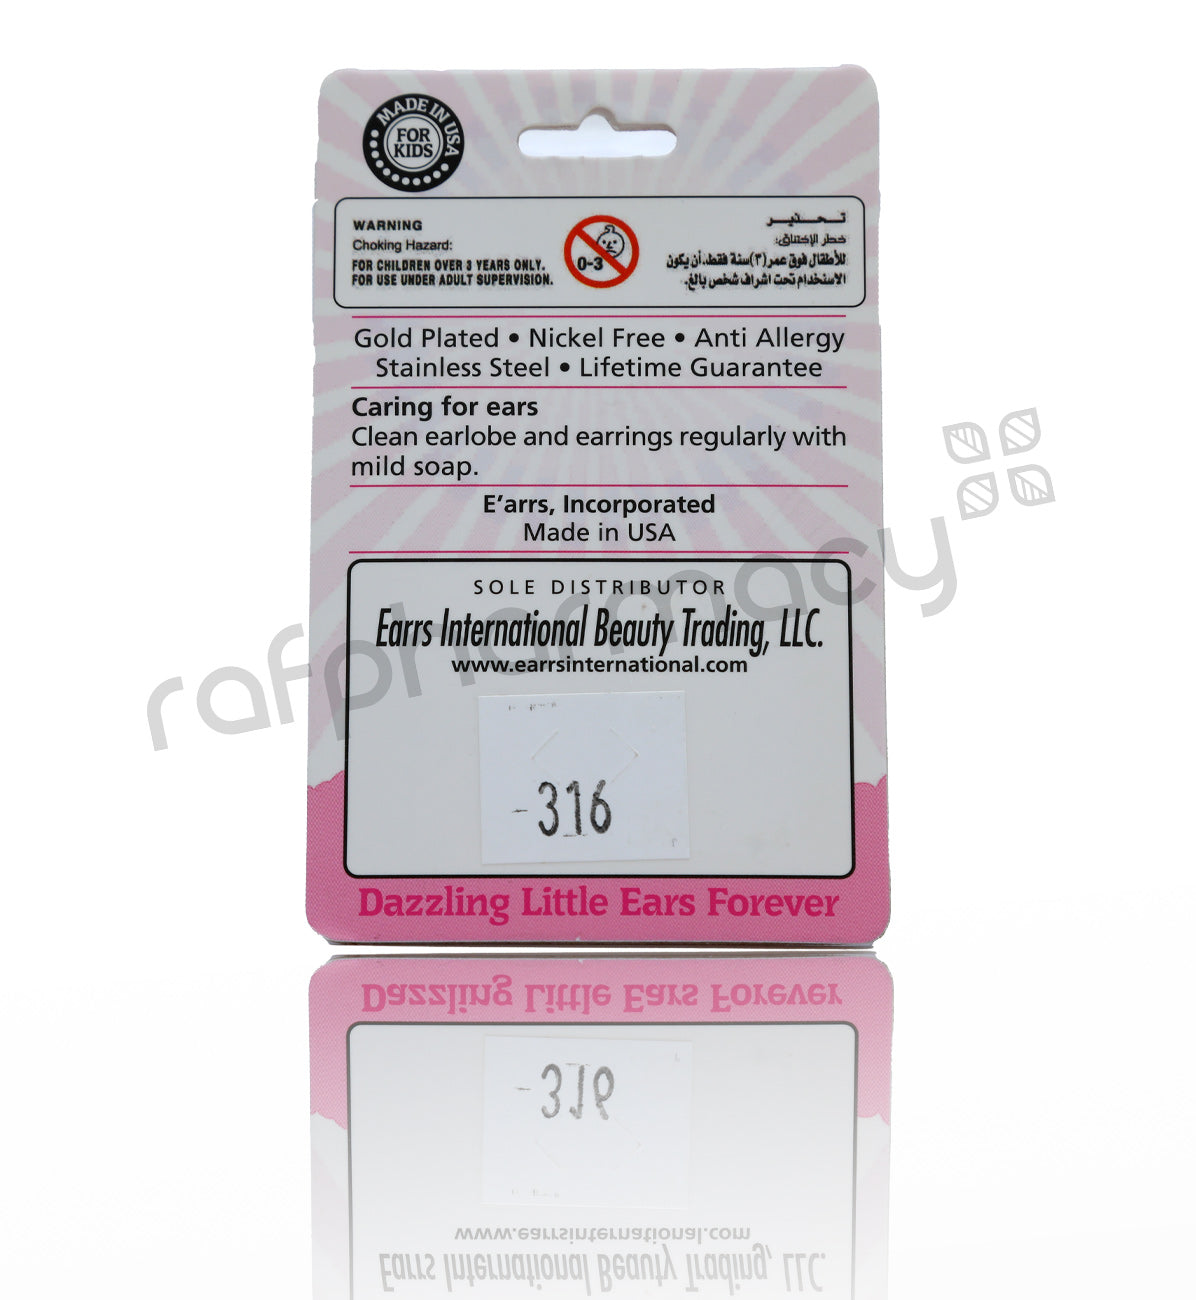 MADE IN USA
FOR
KIDS
WARNING
Choking Hazard:
FOR CHILDREN OVER 3 YEARS ONLY.
FOR USE UNDER ADULT SUPERVISION.
0-3
تحذير
خطر الإختناق:
للأطفال فوق عمر (٣) سنة فقط. أن يكون
الاستخدام تحت اشراف شخص بالغ.
Gold Plated • Nickel Free • Anti Allergy
Stainless Steel • Lifetime Guarantee
Caring for ears
Clean earlobe and earrings regularly with
mild soap.
E'arrs, Incorporated
Made in USA
SOLE DISTRIBUTOR
Earrs International Beauty Trading, LLC.
www.earrsinternational.com
-316
Dazzling Little Ears Forever
rafpharmacy